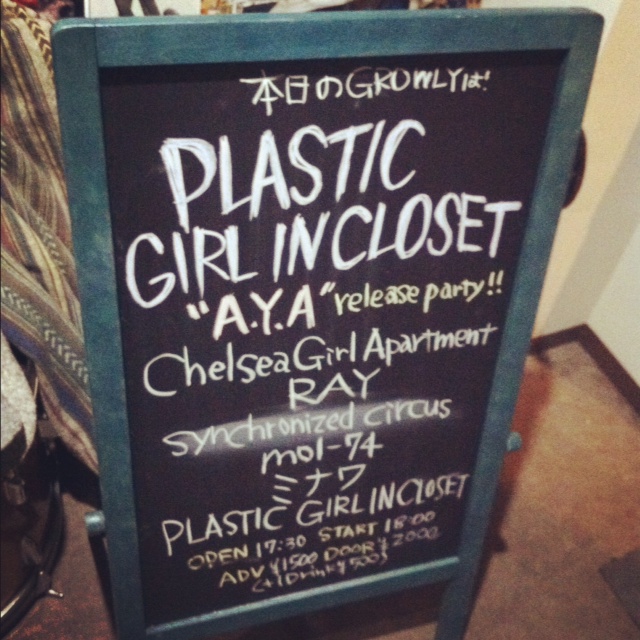 本日のGROWLYは!
PLASTIC
GIRL IN CLOSET
"A.Y.A" release party!!
Chelsea Girl Apartment
RAY
synchronized circus
mol-74
ミナワ
PLASTIC GIRL IN CLOSET
OPEN 17:30 START 18:00
ADV ¥1500 DOOR ¥2000
(+1Drink ¥500)